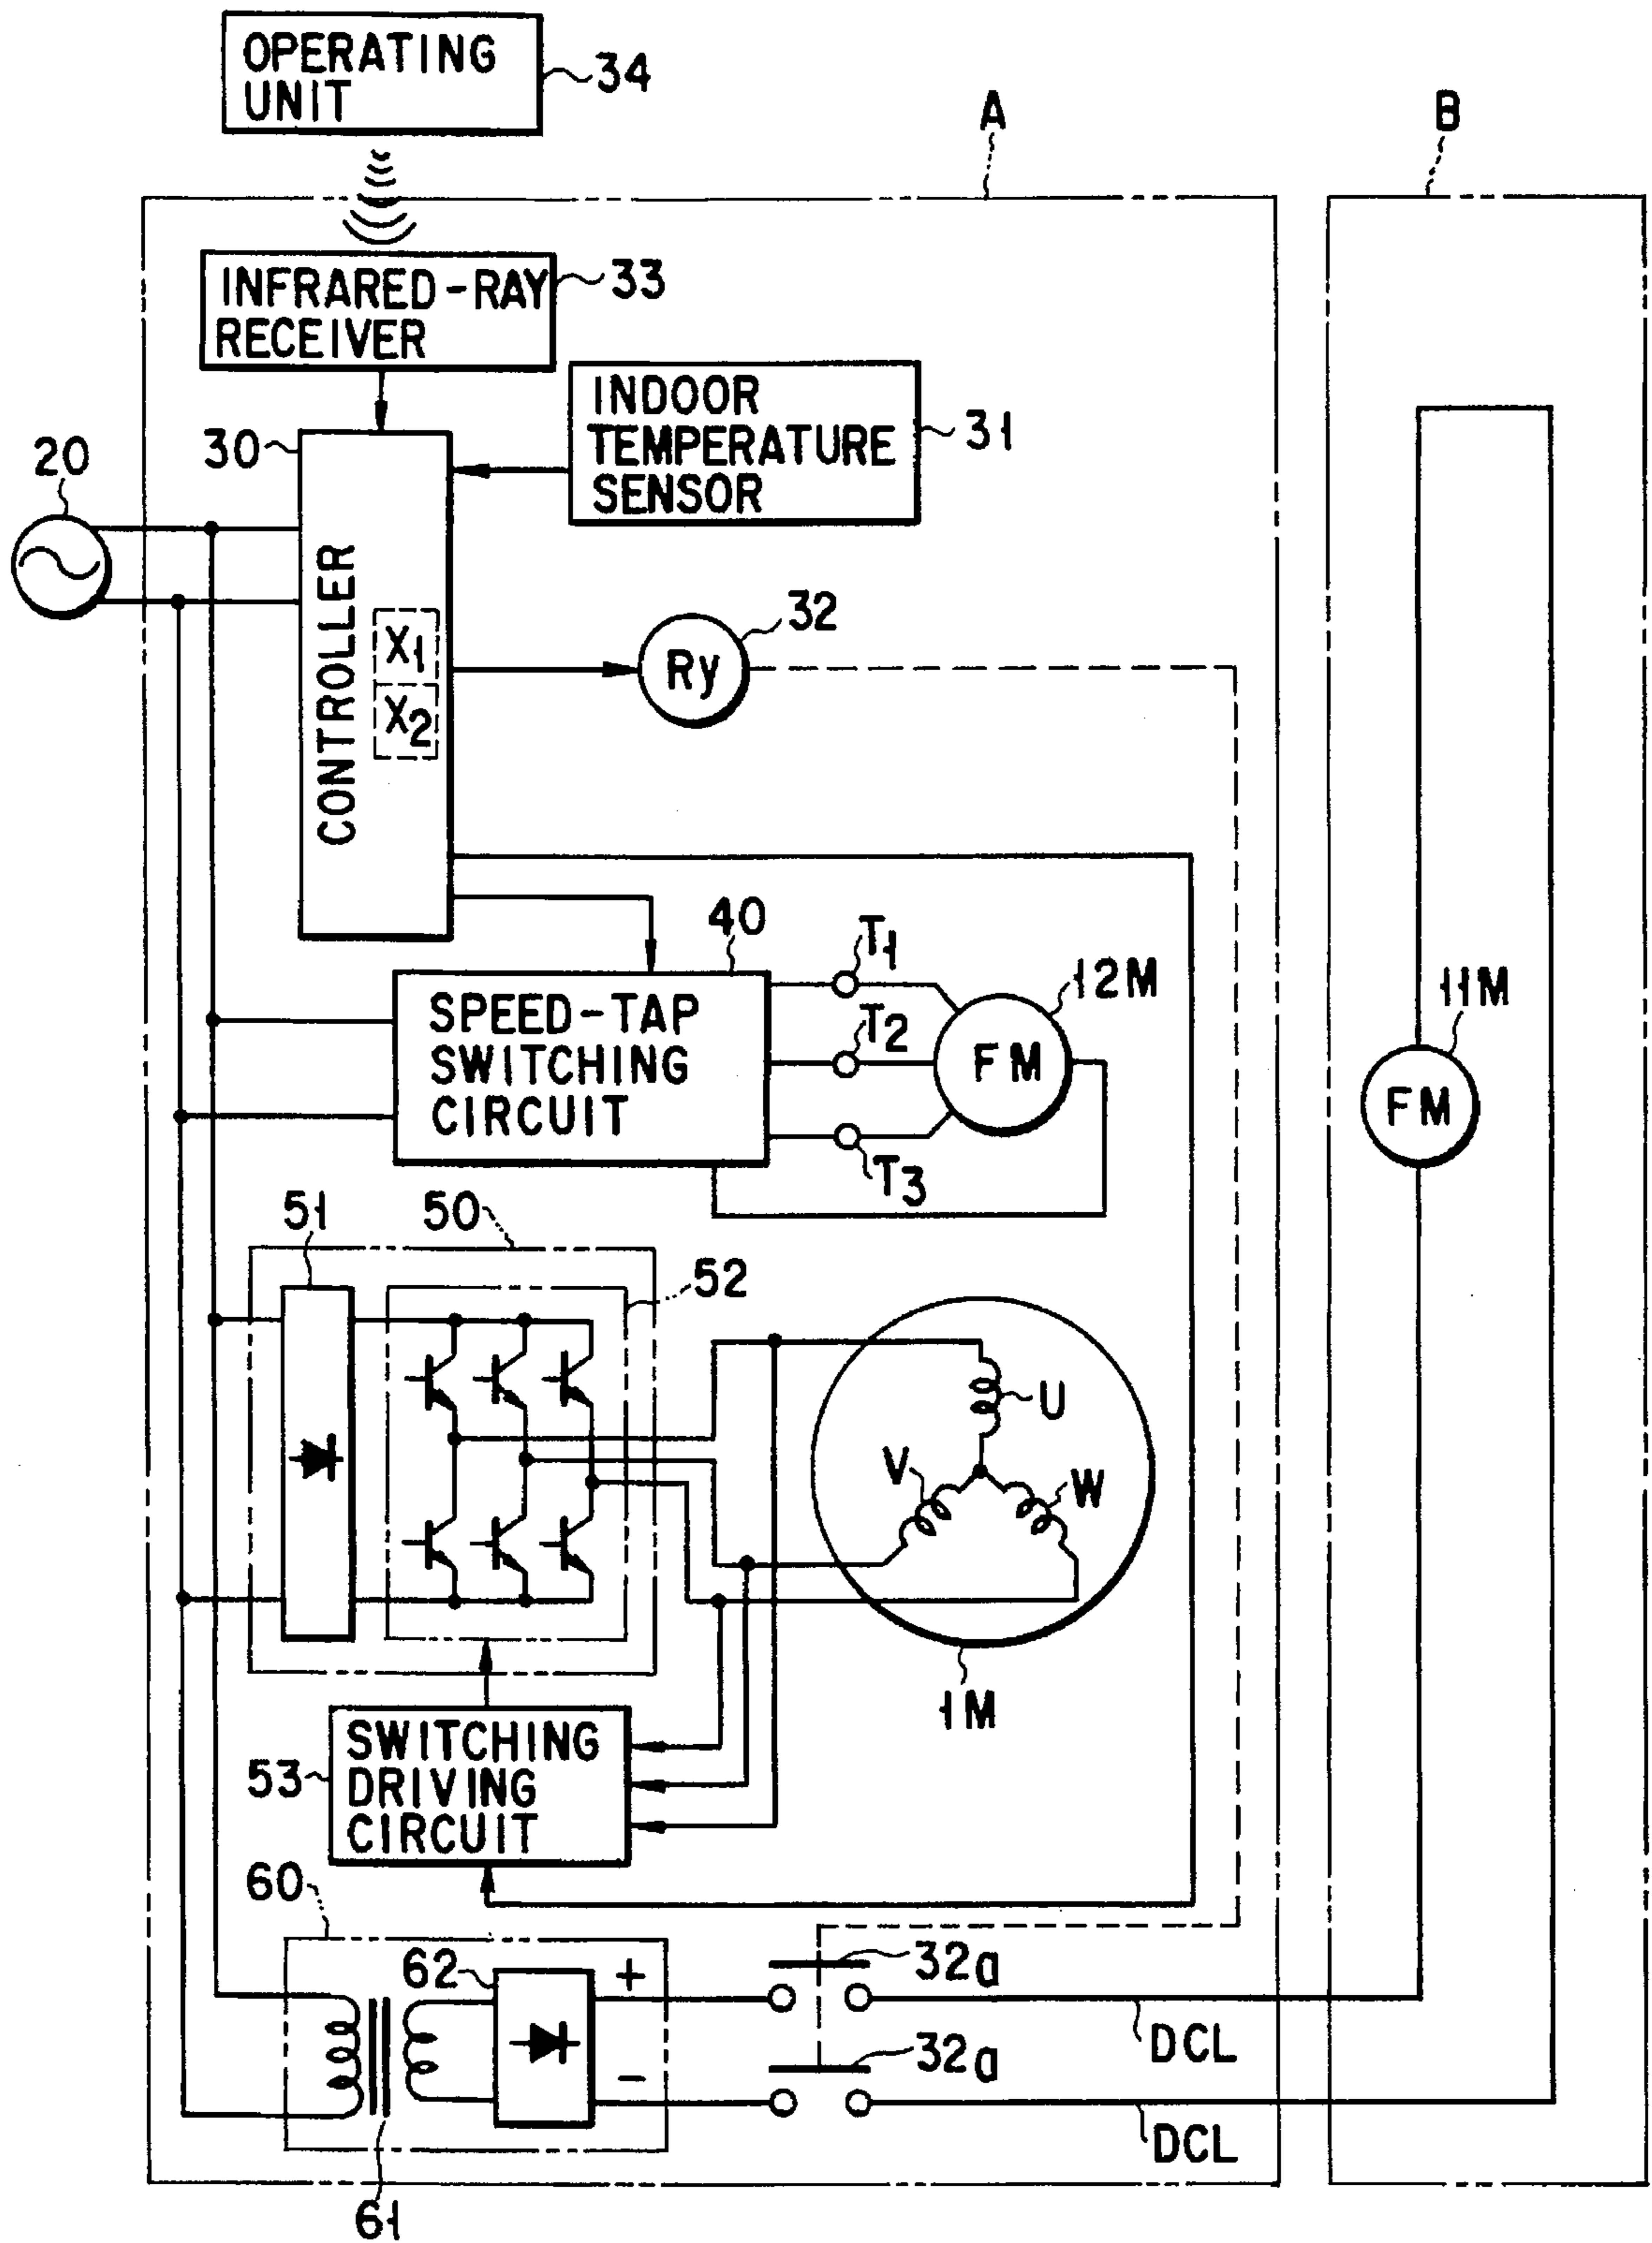 OPERATING
UNIT
34
A
B
INFRARED-RAY
RECEIVER
33
INDOOR
TEMPERATURE
SENSOR
31
30
20
CONTROLLER
X1
X2
Ry
32
40
SPEED-TAP
SWITCHING
CIRCUIT
T1
T2
T3
12M
FM
11M
FM
51
50
52
U
V
W
1M
SWITCHING
DRIVING
CIRCUIT
53
60
62
+
-
32a
DCL
32a
DCL
61